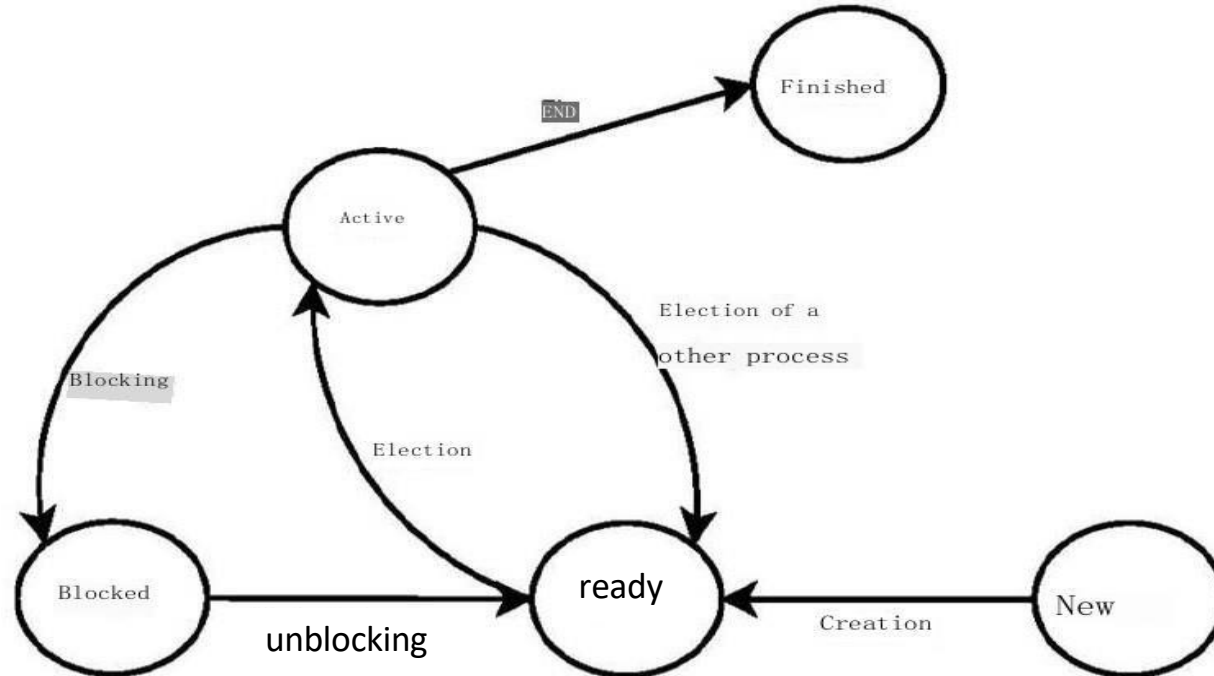 Finished
END
Active
Election of a
other process
Blocking
Election
Blocked
ready
New
Creation
unblocking